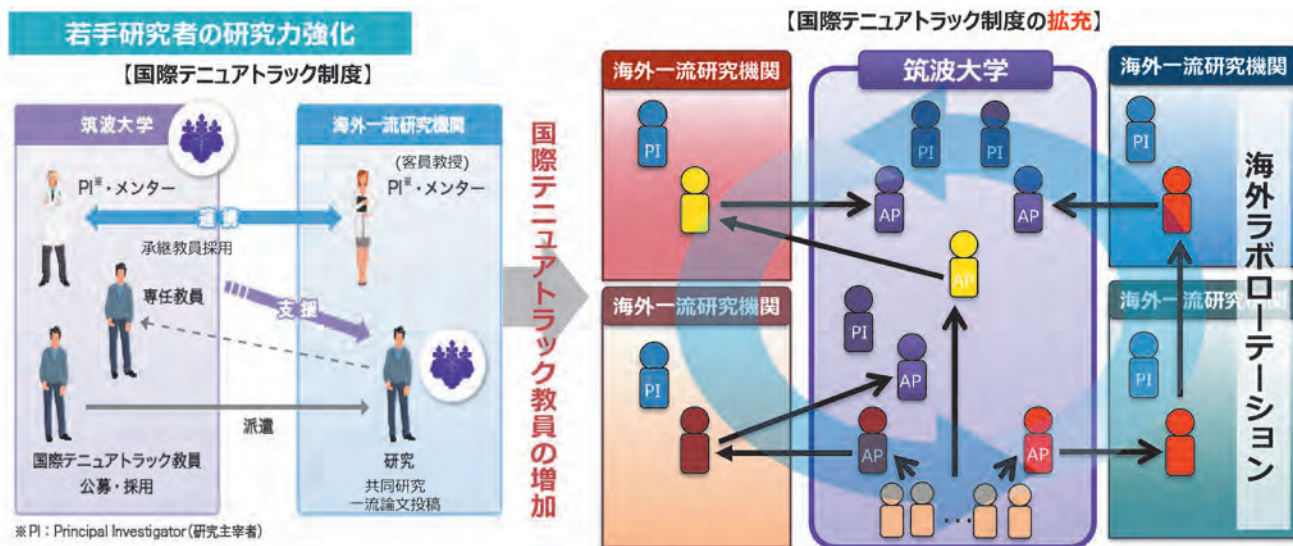 若手研究者の研究力強化
【国際テニュアトラック制度】
筑波大学
海外一流研究機関
PI※・メンター
(客員教授)
PI※・メンター
連携
承継教員採用
専任教員
支援
派遣
国際テニュアトラック教員
公募・採用
研究
共同研究
一流論文投稿
※PI：Principal Investigator(研究主宰者)
国際テニュアトラック教員の増加
【国際テニュアトラック制度の拡充】
海外一流研究機関
PI
筑波大学
PI
PI
AP
AP
AP
PI
AP
AP
AP
...
海外一流研究機関
PI
海外一流研究機関
PI
海外一流研究機関
PI
海外ラボローテーション